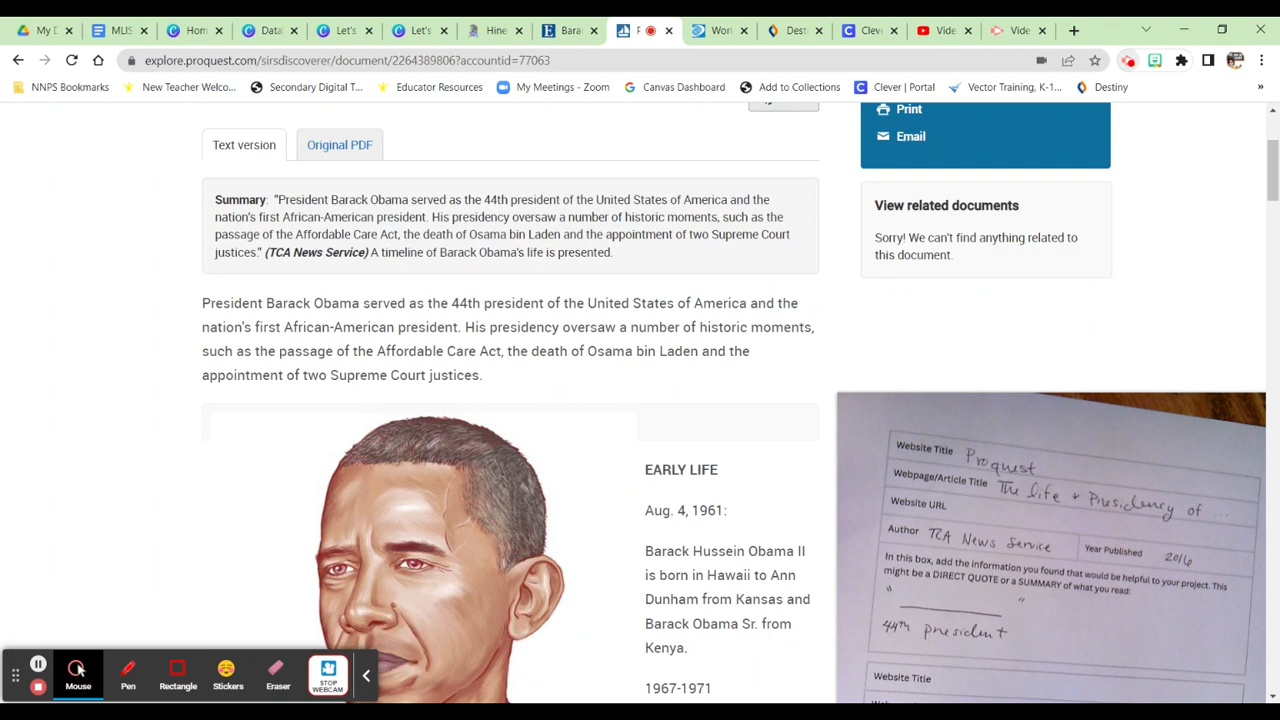 My D
MLIS
Hom
Data
Let's
Let's
Hine
Bara
P
Worl
Desti
Cleve
Vide
Vide
explore.proquest.com/sirsdiscoverer/document/2264398080?accountid=77063
NNPS Bookmarks
New Teacher Welco...
Secondary Digital T...
Educator Resources
My Meetings - Zoom
Canvas Dashboard
Add to Collections
Clever | Portal
Vector Training, K-1...
Destiny
»
Print
Email
Text version
Original PDF
Summary: "President Barack Obama served as the 44th president of the United States of America and the
nation's first African-American president. His presidency oversaw a number of historic moments, such as the
passage of the Affordable Care Act, the death of Osama bin Laden and the appointment of two Supreme Court
justices." (TCA News Service) A timeline of Barack Obama's life is presented.
View related documents
Sorry! We can't find anything related to
this document.
President Barack Obama served as the 44th president of the United States of America and the
nation's first African-American president. His presidency oversaw a number of historic moments,
such as the passage of the Affordable Care Act, the death of Osama bin Laden and the
appointment of two Supreme Court justices.
EARLY LIFE
Aug. 4, 1961:
Barack Hussein Obama II
is born in Hawaii to Ann
Dunham from Kansas and
Barack Obama Sr. from
Kenya.
1967-1971
Website Title Proquest
Webpage/Article Title The life + Presidency of ...
Website URL
Author TCA News Service Year Published 2016
In this box, add the information you found that would be helpful to your project. This
might be a DIRECT QUOTE or a SUMMARY of what you read:
" "
44th president
Website Title
Mouse
Pen
Rectangle
Stickers
Eraser
STOP
WEBCAM